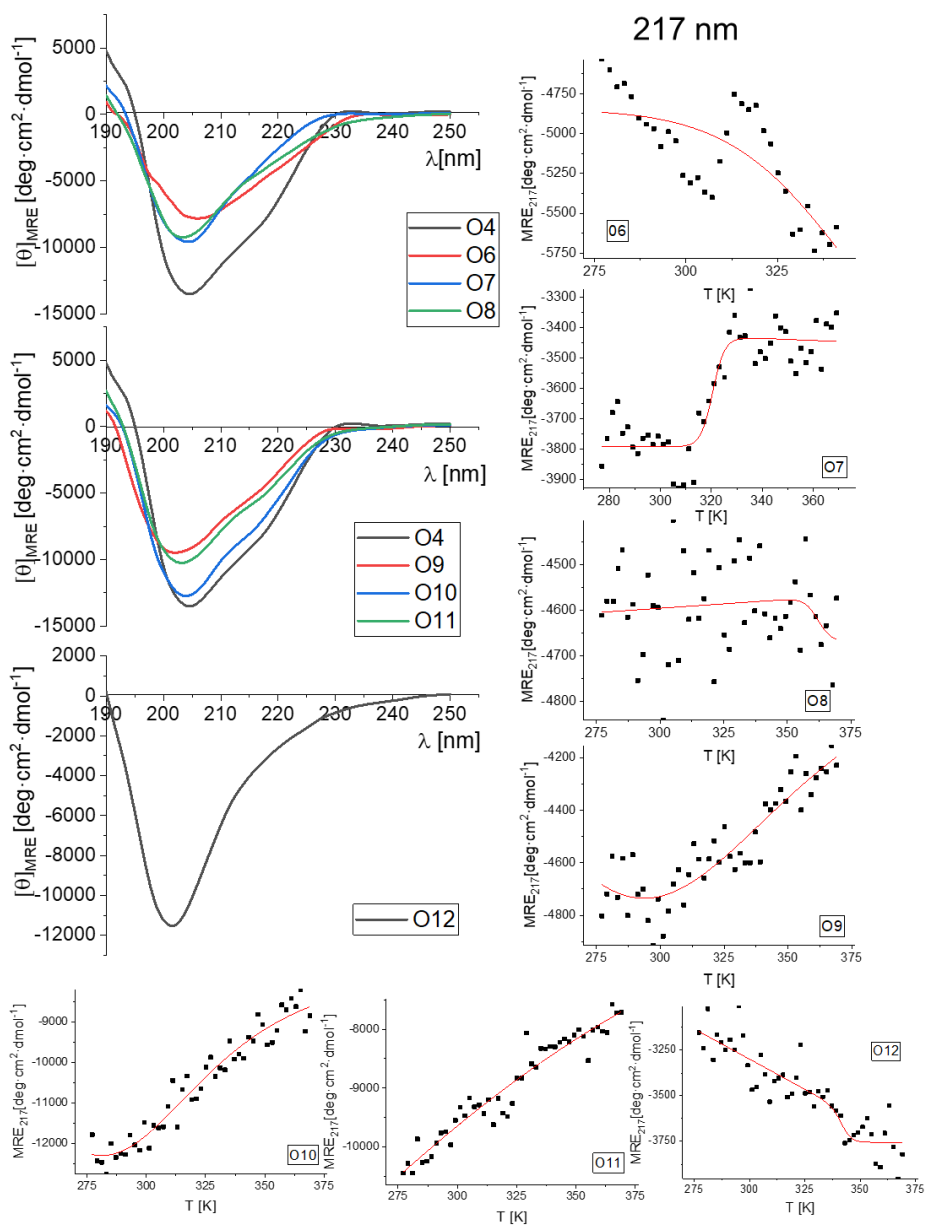 217 nm
5000
0
-5000
-10000
-15000
190 200 210 220 230 240 250
λ[nm]
[θ]MRE [deg·cm²·dmol⁻¹]
O4
O6
O7
O8
5000
0
-5000
-10000
-15000
190 200 210 220 230 240 250
λ[nm]
[θ]MRE [deg·cm²·dmol⁻¹]
O4
O9
O10
O11
2000
0
-2000
-4000
-6000
-8000
-10000
-12000
190 200 210 220 230 240 250
λ [nm]
[θ]MRE [deg·cm²·dmol⁻¹]
O12
MRE217[deg·cm²·dmol⁻¹]
-4750
-5000
-5250
-5500
-5750
06
275 300 325
T [K]
MRE217[deg·cm²·dmol⁻¹]
-3300
-3400
-3500
-3600
-3700
-3800
-3900
O7
280 300 320 340 360
T [K]
MRE217[deg·cm²·dmol⁻¹]
-4500
-4600
-4700
-4800
O8
275 300 325 350 375
T [K]
MRE217[deg·cm²·dmol⁻¹]
-4200
-4400
-4600
-4800
O9
275 300 325 350 375
T [K]
MRE217[deg·cm²·dmol⁻¹]
-9000
-10000
-11000
-12000
O10
275 300 325 350 375
T [K]
MRE217[deg·cm²·dmol⁻¹]
-8000
-9000
-10000
O11
275 300 325 350 375
T [K]
MRE217[deg·cm²·dmol⁻¹]
-3250
-3500
-3750
O12
275 300 325 350 375
T [K]